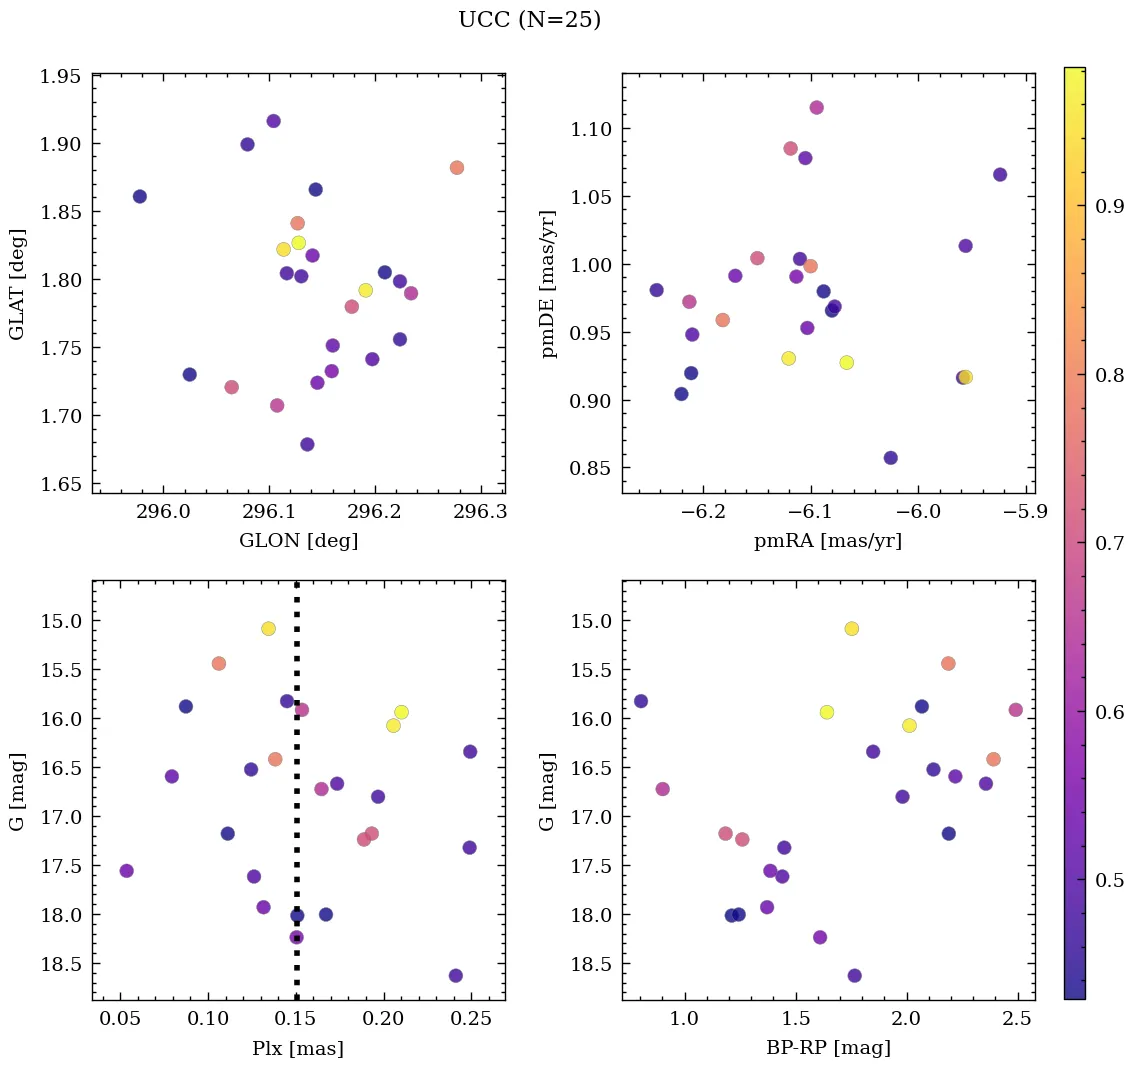 UCC (N=25)
1.95
1.90
1.85
1.80
1.75
1.70
1.65
GLAT [deg]
296.0 296.1 296.2 296.3
GLON [deg]
1.10
1.05
1.00
0.95
0.90
0.85
pmDE [mas/yr]
−6.2 −6.1 −6.0 −5.9
pmRA [mas/yr]
15.0
15.5
16.0
16.5
17.0
17.5
18.0
18.5
G [mag]
0.05 0.10 0.15 0.20 0.25
Plx [mas]
15.0
15.5
16.0
16.5
17.0
17.5
18.0
18.5
G [mag]
1.0 1.5 2.0 2.5
BP-RP [mag]
0.9
0.8
0.7
0.6
0.5